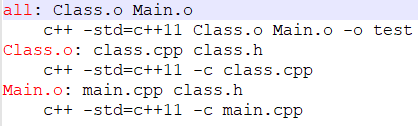 all: Class.o Main.o
    c++ -std=c++11 Class.o Main.o -o test
Class.o: class.cpp class.h
    c++ -std=c++11 -c class.cpp
Main.o: main.cpp class.h
    c++ -std=c++11 -c main.cpp